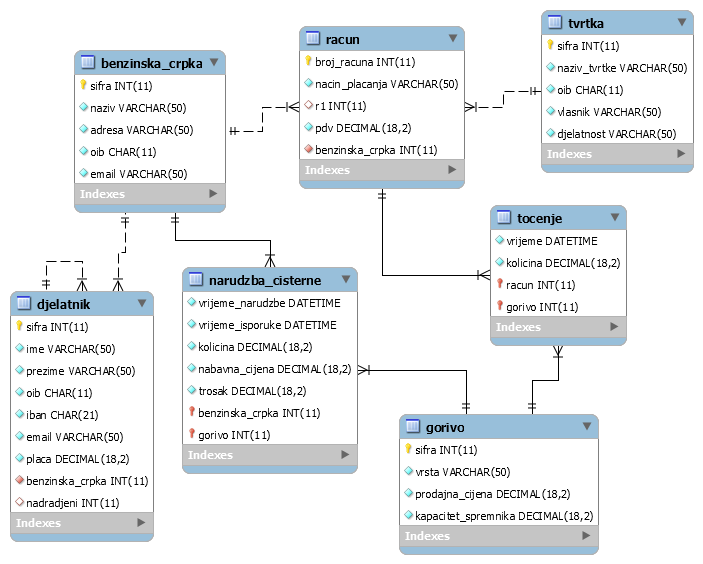 benzinska_crpka
sifra INT(11)
naziv VARCHAR(50)
adresa VARCHAR(50)
oib CHAR(11)
email VARCHAR(50)
Indexes
racun
broj_racuna INT(11)
nacin_placanja VARCHAR(50)
r1 INT(11)
pdv DECIMAL(18,2)
benzinska_crpka INT(11)
Indexes
tvrtka
sifra INT(11)
naziv_tvrtke VARCHAR(50)
oib CHAR(11)
vlasnik VARCHAR(50)
djelatnost VARCHAR(50)
Indexes
djelatnik
sifra INT(11)
ime VARCHAR(50)
prezime VARCHAR(50)
oib CHAR(11)
iban CHAR(21)
email VARCHAR(50)
placa DECIMAL(18,2)
benzinska_crpka INT(11)
nadradjeni INT(11)
Indexes
narudzba_cisterne
vrijeme_narudzbe DATETIME
vrijeme_isporuke DATETIME
kolicina DECIMAL(18,2)
nabavna_cijena DECIMAL(18,2)
trosak DECIMAL(18,2)
benzinska_crpka INT(11)
gorivo INT(11)
Indexes
tocenje
vrijeme DATETIME
kolicina DECIMAL(18,2)
racun INT(11)
gorivo INT(11)
Indexes
gorivo
sifra INT(11)
vrsta VARCHAR(50)
prodajna_cijena DECIMAL(18,2)
kapacitet_spremnika DECIMAL(18,2)
Indexes